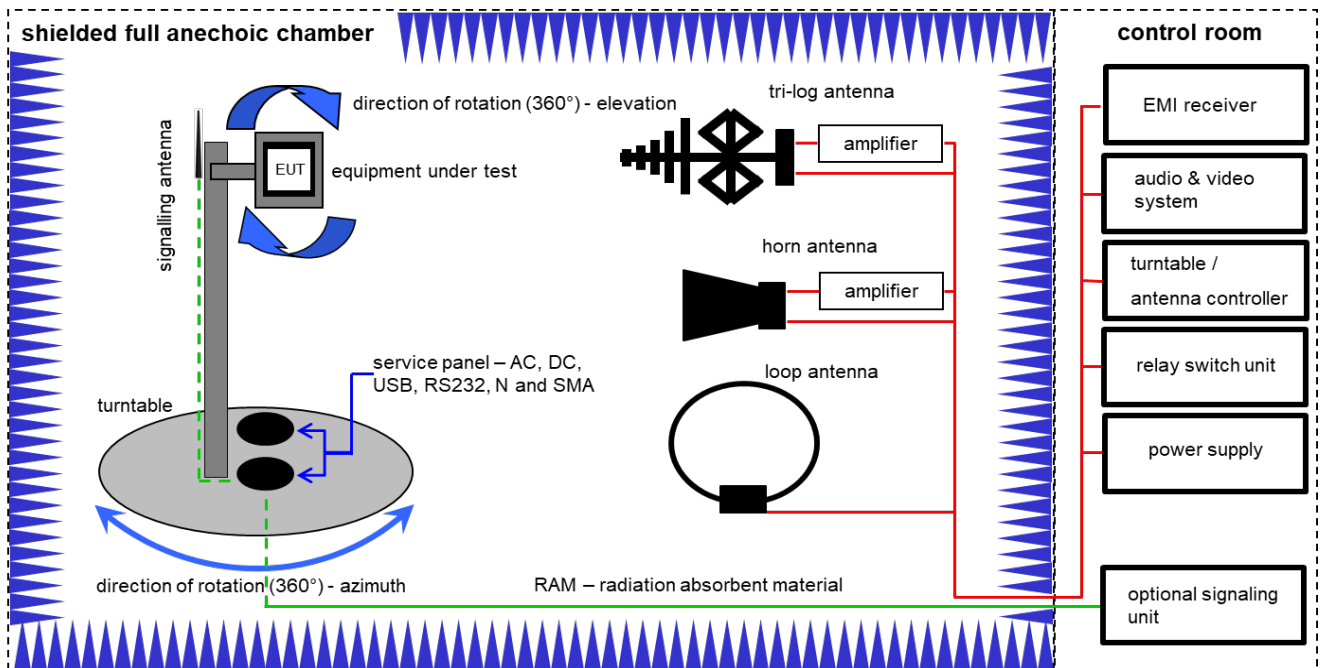 shielded full anechoic chamber
control room
direction of rotation (360°) - elevation
signalling antenna
EUT
equipment under test
tri-log antenna
amplifier
horn antenna
amplifier
loop antenna
service panel – AC, DC,
USB, RS232, N and SMA
turntable
direction of rotation (360°) - azimuth
RAM – radiation absorbent material
EMI receiver
audio & video
system
turntable /
antenna controller
relay switch unit
power supply
optional signaling
unit